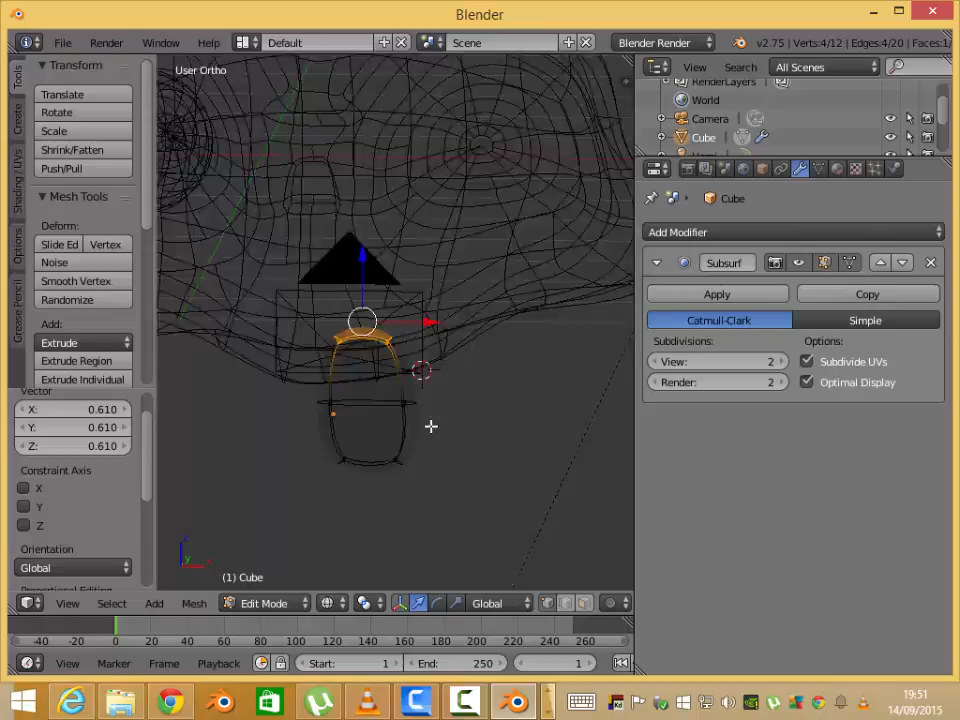 Blender
File Render Window Help Default Scene Blender Render v2.75 | Verts:4/12 | Edges:4/20 | Faces:1/
Tools
Create
Shading / UVs
Options
Grease Pencil
Transform
Translate
Rotate
Scale
Shrink/Fatten
Push/Pull
Mesh Tools
Deform:
Slide Ed Vertex
Noise
Smooth Vertex
Randomize
Add:
Extrude
Extrude Region
Extrude Individual
Vector
X: 0.610
Y: 0.610
Z: 0.610
Constraint Axis
X
Y
Z
Orientation
Global
User Ortho
(1) Cube
View Select Add Mesh Edit Mode Global
-40 -20 0 20 40 60 80 100 120 140 160 180 200 220 240 260
View Marker Frame Playback Start: 1 End: 250 1
View Search All Scenes
RenderLayers
World
Camera
Cube
Cube
Add Modifier
Subsurf
Apply Copy
Catmull-Clark Simple
Subdivisions: Options:
View: 2 Subdivide UVs
Render: 2 Optimal Display
19:51
14/09/2015